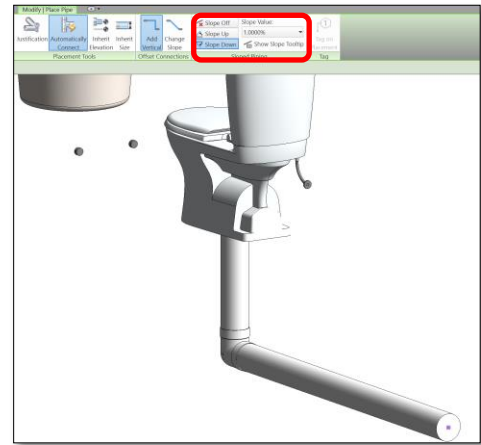 Modify | Place Pipe
Justification
Automatically Connect
Inherit Elevation
Inherit Size
Placement Tools
Add Vertical
Change Slope
Offset Connections
Slope Off
Slope Up
Slope Down
Slope Value:
1.0000%
Show Slope Tooltip
Sloped Piping
Tag on Placement
Tag